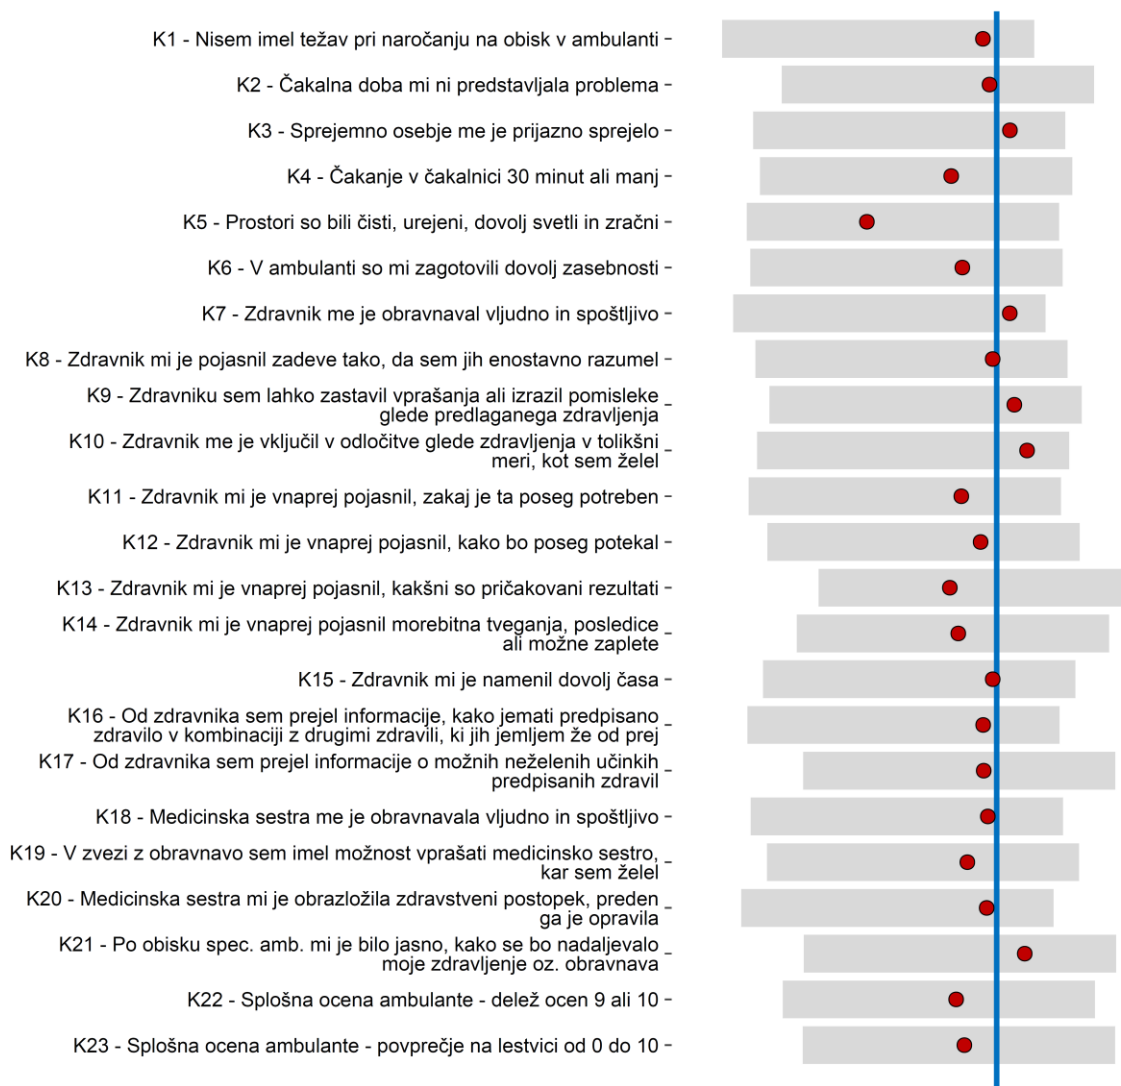 K1 - Nisem imel težav pri naročanju na obisk v ambulanti
K2 - Čakalna doba mi ni predstavljala problema
K3 - Sprejemno osebje me je prijazno sprejelo
K4 - Čakanje v čakalnici 30 minut ali manj
K5 - Prostori so bili čisti, urejeni, dovolj svetli in zračni
K6 - V ambulanti so mi zagotovili dovolj zasebnosti
K7 - Zdravnik me je obravnaval vljudno in spoštljivo
K8 - Zdravnik mi je pojasnil zadeve tako, da sem jih enostavno razumel
K9 - Zdravniku sem lahko zastavil vprašanja ali izrazil pomisleke
glede predlaganega zdravljenja
K10 - Zdravnik me je vključil v odločitve glede zdravljenja v tolikšni
meri, kot sem želel
K11 - Zdravnik mi je vnaprej pojasnil, zakaj je ta poseg potreben
K12 - Zdravnik mi je vnaprej pojasnil, kako bo poseg potekal
K13 - Zdravnik mi je vnaprej pojasnil, kakšni so pričakovani rezultati
K14 - Zdravnik mi je vnaprej pojasnil morebitna tveganja, posledice
ali možne zaplete
K15 - Zdravnik mi je namenil dovolj časa
K16 - Od zdravnika sem prejel informacije, kako jemati predpisano
zdravilo v kombinaciji z drugimi zdravili, ki jih jemljem že od prej
K17 - Od zdravnika sem prejel informacije o možnih neželenih učinkih
predpisanih zdravil
K18 - Medicinska sestra me je obravnavala vljudno in spoštljivo
K19 - V zvezi z obravnavo sem imel možnost vprašati medicinsko sestro,
kar sem želel
K20 - Medicinska sestra mi je obrazložila zdravstveni postopek, preden
ga je opravila
K21 - Po obisku spec. amb. mi je bilo jasno, kako se bo nadaljevalo
moje zdravljenje oz. obravnava
K22 - Splošna ocena ambulante - delež ocen 9 ali 10
K23 - Splošna ocena ambulante - povprečje na lestvici od 0 do 10